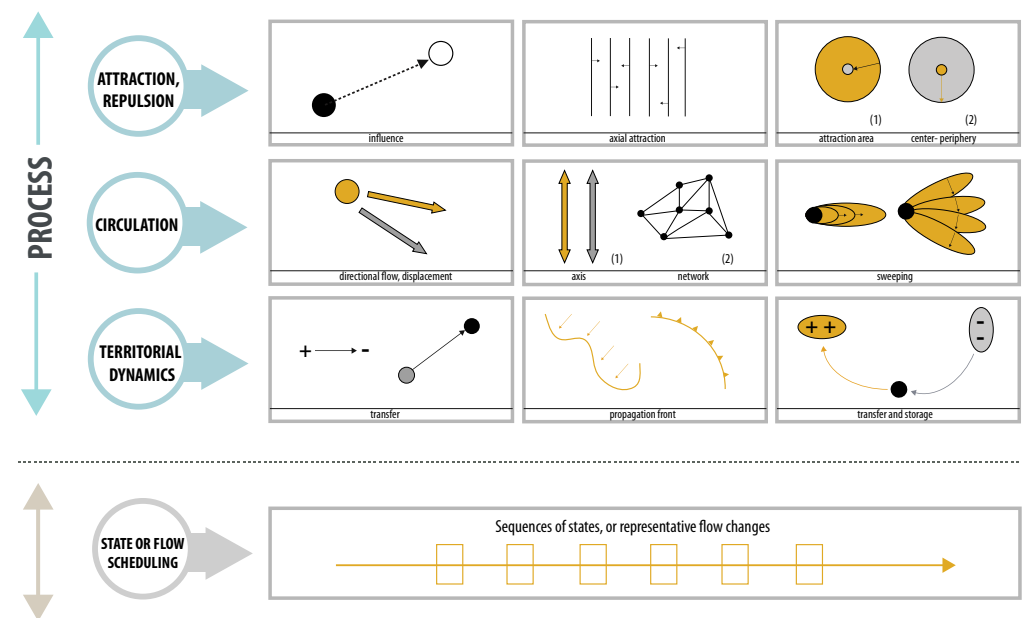 PROCESS
ATTRACTION,
REPULSION
influence
axial attraction
(1)
(2)
attraction area
center- periphery
CIRCULATION
directional flow, displacement
(1)
(2)
axis
network
sweeping
TERRITORIAL
DYNAMICS
+ -
transfer
propagation front
+ +
-
-
transfer and storage
STATE OR FLOW
SCHEDULING
Sequences of states, or representative flow changes